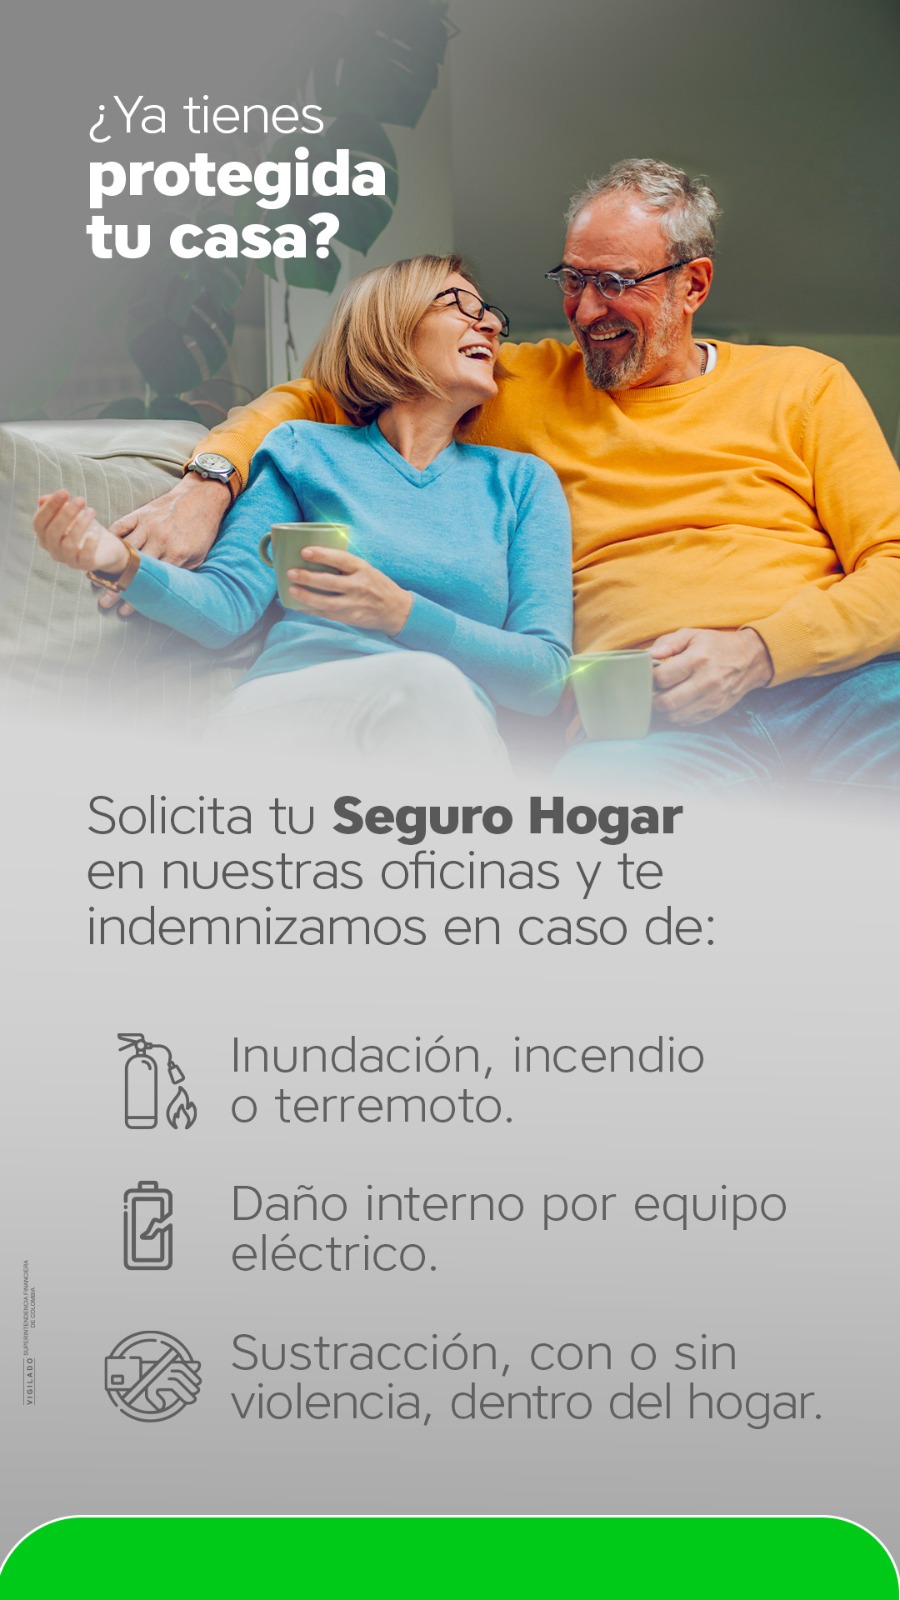 ¿Ya tienes
protegida
tu casa?
Solicita tu Seguro Hogar
en nuestras oficinas y te
indemnizamos en caso de:
Inundación, incendio
o terremoto.
Daño interno por equipo
eléctrico.
Sustracción, con o sin
violencia, dentro del hogar.
VIGILADO
SUPERINTENDENCIA FINANCIERA
DE COLOMBIA